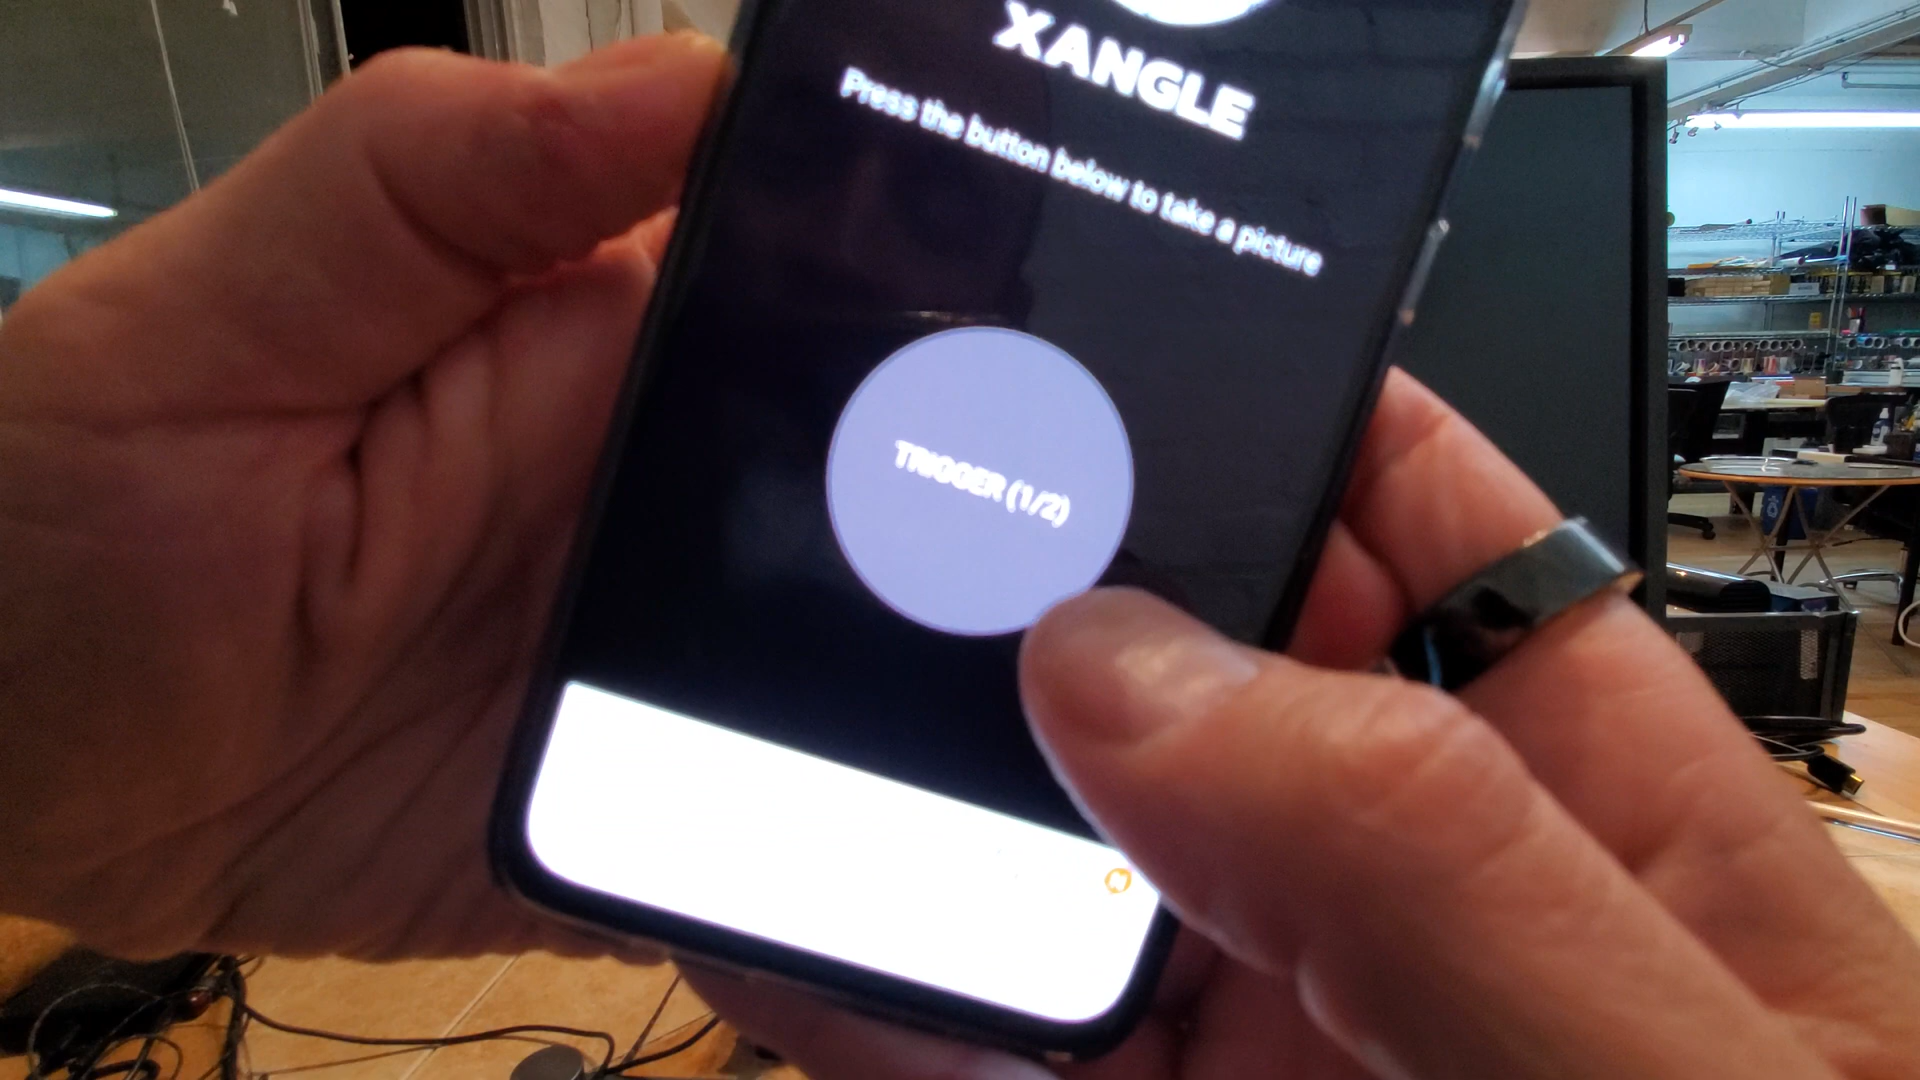 XANGLE
Press the button below to take a picture
TRIGGER (1/2)